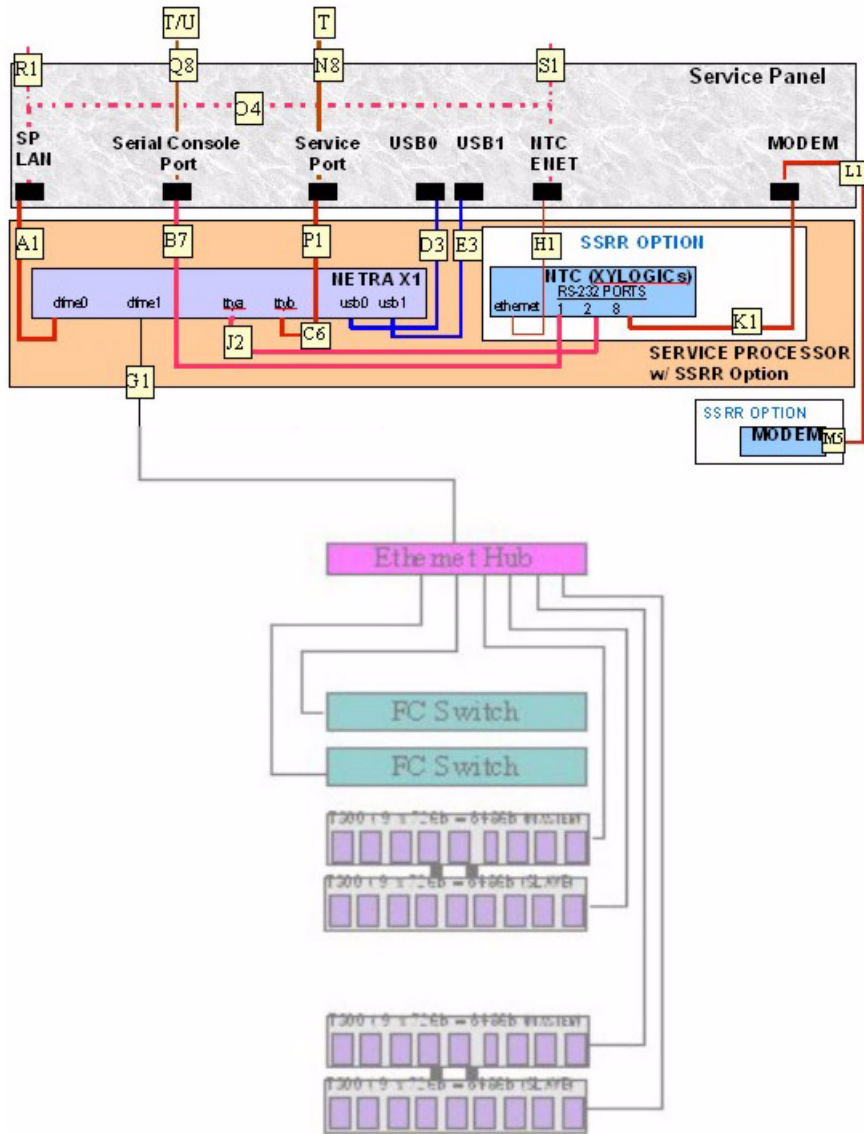 T/U
T
R1
Q8
N8
S1
Service Panel
O4
SP
LAN
Serial Console
Port
Service
Port
USB0
USB1
NTC
ENET
MODEM
L1
A1
B7
P1
D3
E3
H1
SSRR OPTION
NETRA X1
NTC (XYLOGICs)
RS-232 PORTS
dfme0
dfme1
ttya
ttyb
usb0
usb1
ethernet
1
2
8
J2
C6
K1
SERVICE PROCESSOR
w/ SSRR Option
G1
SSRR OPTION
MODEM
M5
Ethernet Hub
FC Switch
FC Switch